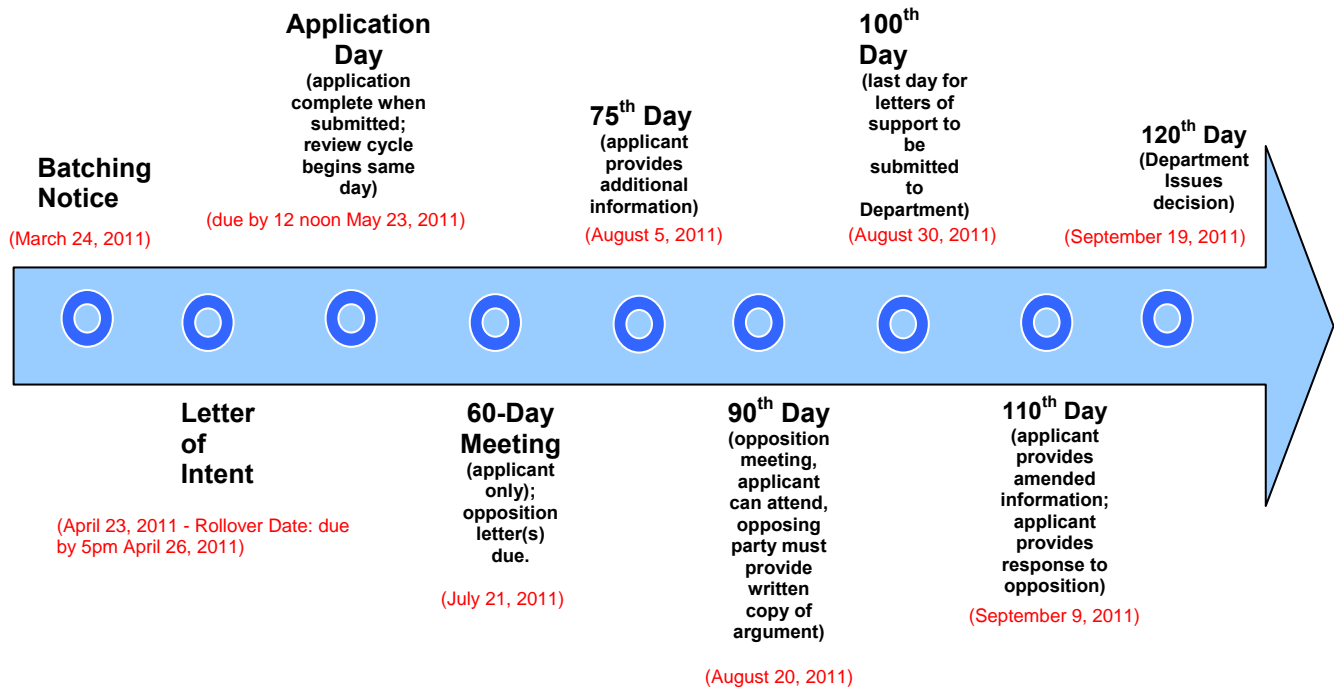 Batching
Notice
(March 24, 2011)
Application
Day
(application
complete when
submitted;
review cycle
begins same
day)
(due by 12 noon May 23, 2011)
75th Day
(applicant
provides
additional
information)
(August 5, 2011)
100th
Day
(last day for
letters of
support to
be
submitted
to
Department)
(August 30, 2011)
120th Day
(Department
Issues
decision)
(September 19, 2011)
Letter
of
Intent
(April 23, 2011 - Rollover Date: due
by 5pm April 26, 2011)
60-Day
Meeting
(applicant
only);
opposition
letter(s)
due.
(July 21, 2011)
90th Day
(opposition
meeting,
applicant
can attend,
opposing
party must
provide
written
copy of
argument)
(August 20, 2011)
110th Day
(applicant
provides
amended
information;
applicant
provides
response to
opposition)
(September 9, 2011)